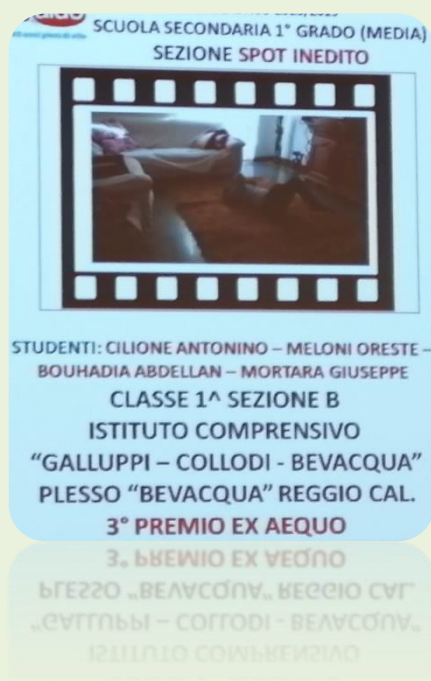 SCUOLA SECONDARIA 1° GRADO (MEDIA)
SEZIONE SPOT INEDITO
STUDENTI: CILIONE ANTONINO – MELONI ORESTE –
BOUHADIA ABDELLAN – MORTARA GIUSEPPE
CLASSE 1^ SEZIONE B
ISTITUTO COMPRENSIVO
“GALLUPPI – COLLODI - BEVACQUA”
PLESSO “BEVACQUA” REGGIO CAL.
3° PREMIO EX AEQUO